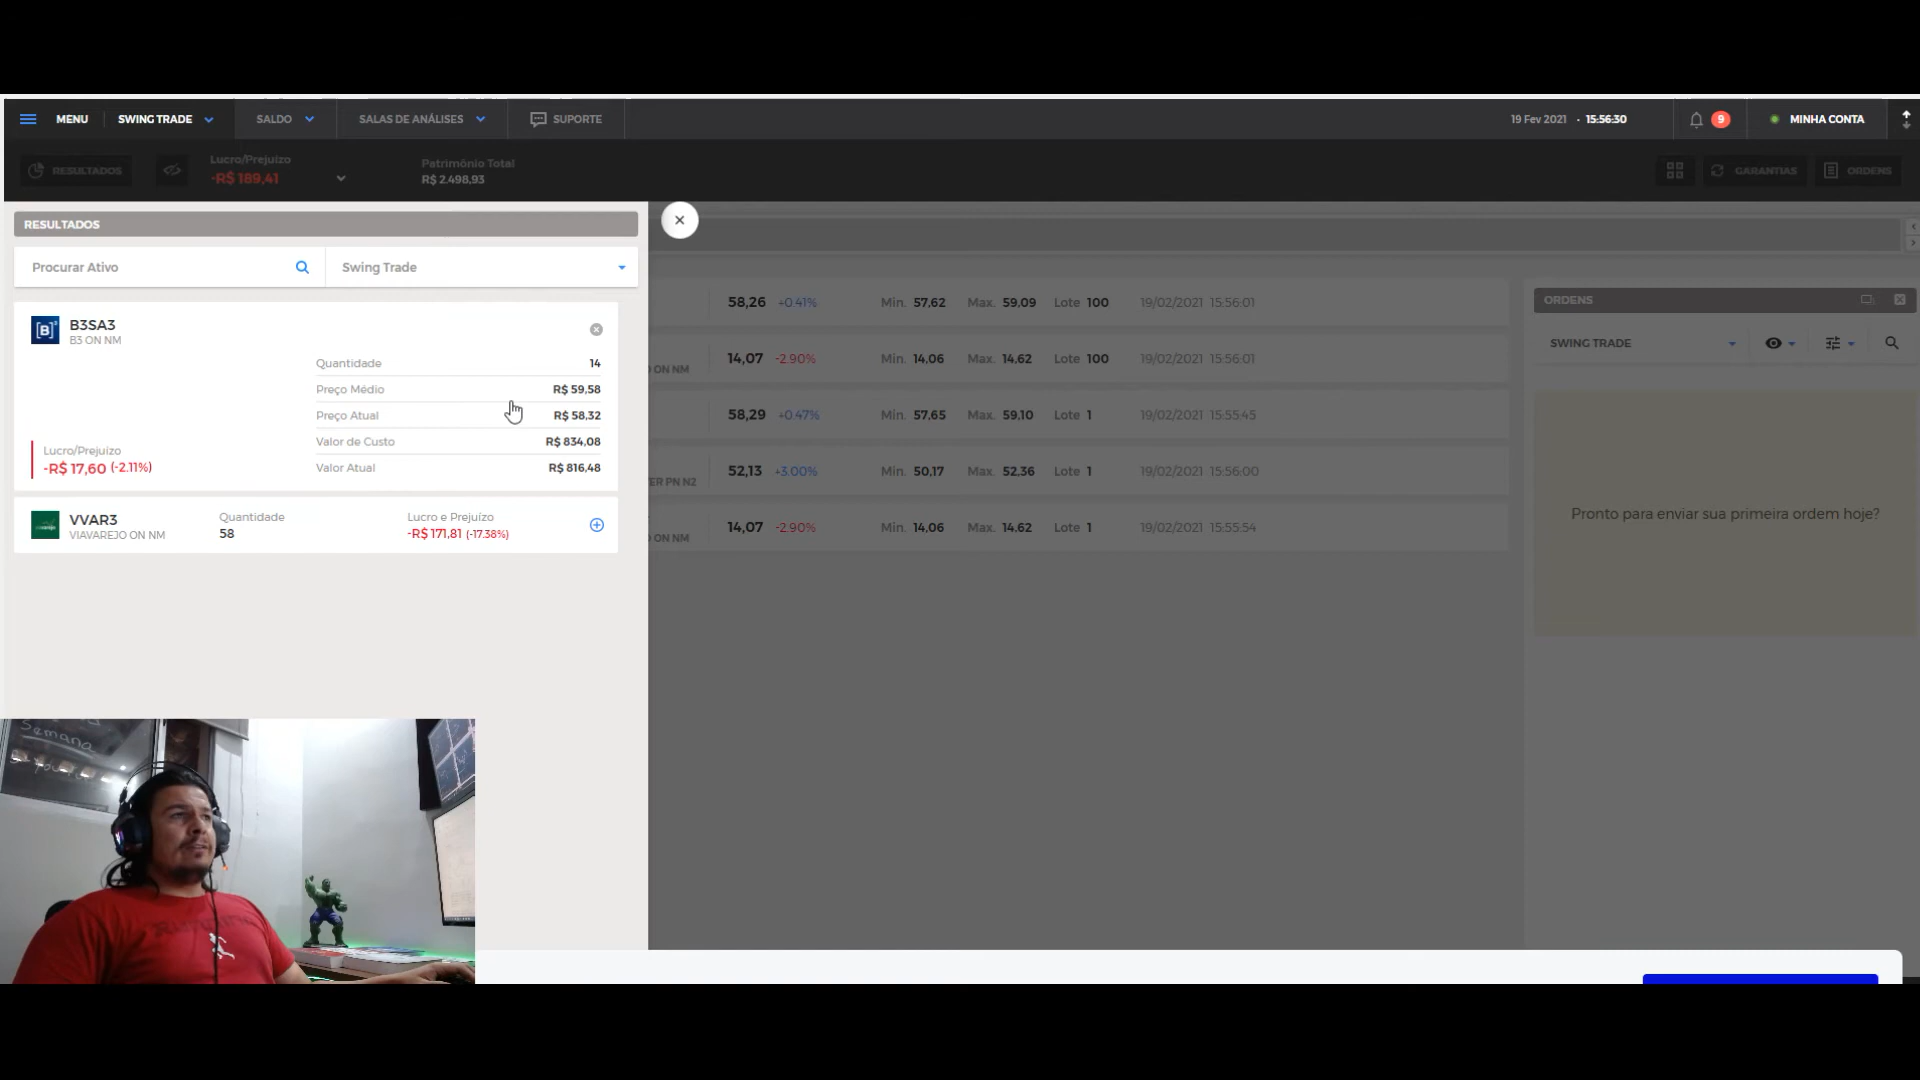 MENU
SWING TRADE
SALDO
SALAS DE ANÁLISES
SUPORTE
19 Fev 2021 · 15:56:30
9
MINHA CONTA
RESULTADOS
Lucro/Prejuízo
-R$ 189,41
Patrimônio Total
R$ 2.498,93
GARANTIAS
ORDENS
RESULTADOS
Procurar Ativo
Swing Trade
[B]³
B3SA3
B3 ON NM
Quantidade 14
Preço Médio R$ 59,58
Preço Atual R$ 58,32
Valor de Custo R$ 834,08
Valor Atual R$ 816,48
Lucro/Prejuízo
-R$ 17,60 (-2.11%)
VVAR3
VIAVAREJO ON NM
Quantidade
58
Lucro e Prejuízo
-R$ 171,81 (-17.38%)
58,26 +0.41% Min. 57.62 Max. 59.09 Lote 100 19/02/2021 15:56:01
14,07 -2.90% Min. 14.06 Max. 14.62 Lote 100 19/02/2021 15:56:01
O ON NM
58,29 +0.47% Min. 57.65 Max. 59,10 Lote 1 19/02/2021 15:55:45
52,13 +3.00% Min. 50,17 Max. 52,36 Lote 1 19/02/2021 15:56:00
ER PN N2
14,07 -2.90% Min. 14.06 Max. 14.62 Lote 1 19/02/2021 15:55:54
O ON NM
ORDENS
SWING TRADE
Pronto para enviar sua primeira ordem hoje?
Semana